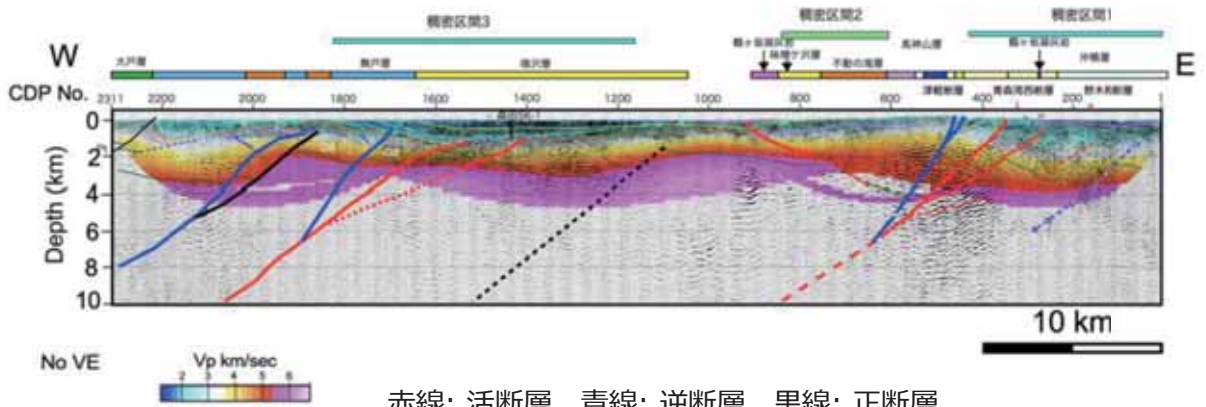 稠密区間3
稠密区間2
稠密区間1
W
E
大戸層
舞戸層
鳴沢層
不動の滝層
馬神山層
沖積層
津軽断層
青森湾西断層
野木和断層
CDP No.
2311 2200 2000 1800 1600 1400 1200 1000 800 600 400 200 1
Depth (km)
0
2
4
6
8
10
10 km
No VE
Vp km/sec
2 3 4 5 6
赤線: 活断層 青線: 逆断層 黒線: 正断層